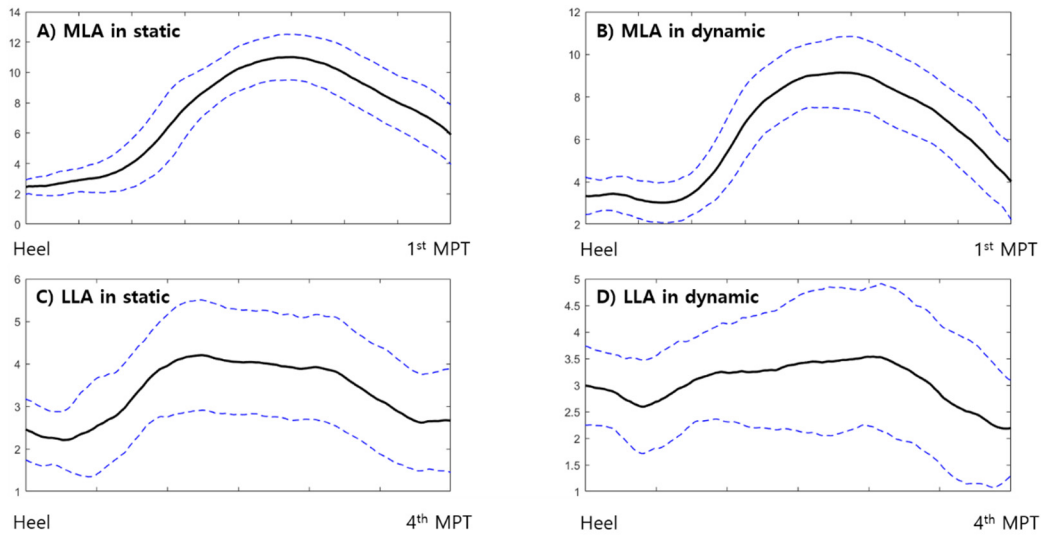 A) MLA in static
14
12
10
8
6
4
2
0
Heel
1st MPT
B) MLA in dynamic
12
10
8
6
4
2
Heel
1st MPT
C) LLA in static
6
5
4
3
2
1
Heel
4th MPT
D) LLA in dynamic
5
4.5
4
3.5
3
2.5
2
1.5
1
Heel
4th MPT